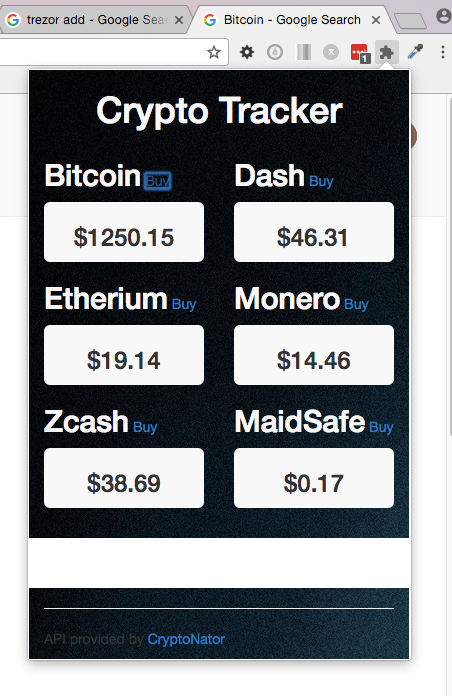 trezor add - Google Sear
Bitcoin - Google Search
1
Crypto Tracker
Bitcoin Buy
Dash Buy
$1250.15
$46.31
Etherium Buy
Monero Buy
$19.14
$14.46
Zcash Buy
MaidSafe Buy
$38.69
$0.17
API provided by CryptoNator